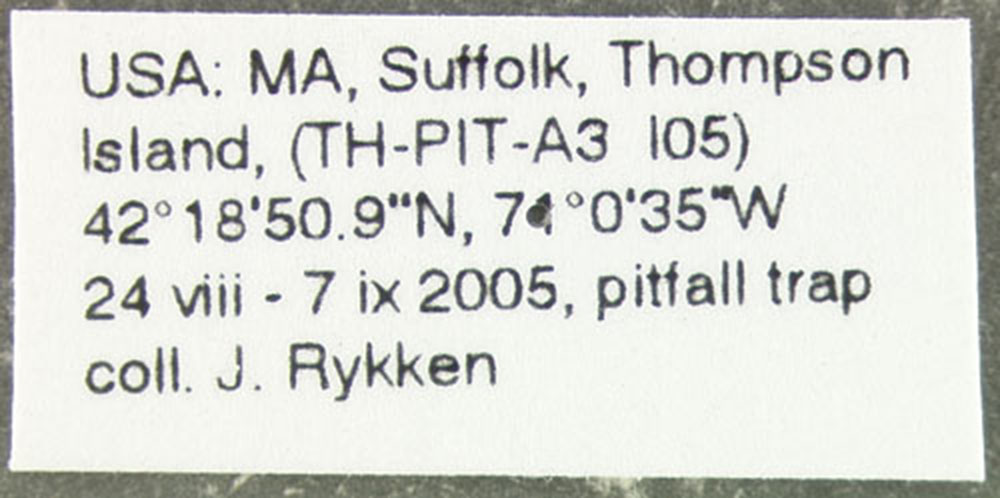 USA: MA, Suffolk, Thompson
Island, (TH-PIT-A3 I05)
42°18'50.9"N, 71°0'35"W
24 viii - 7 ix 2005, pitfall trap
coll. J. Rykken